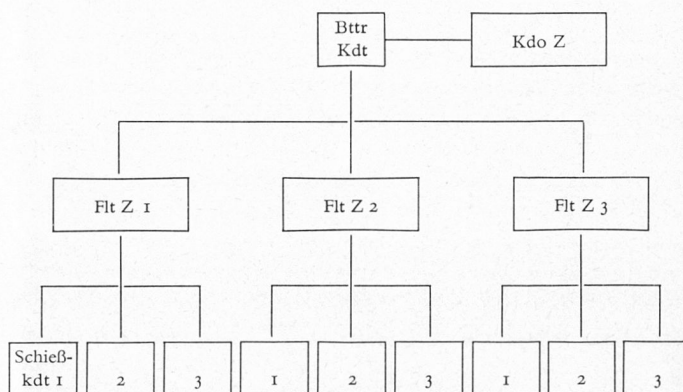 Bttr
Kdt
Kdo Z
Flt Z 1
Flt Z 2
Flt Z 3
Schieß-
kdt 1
2
3
1
2
3
1
2
3